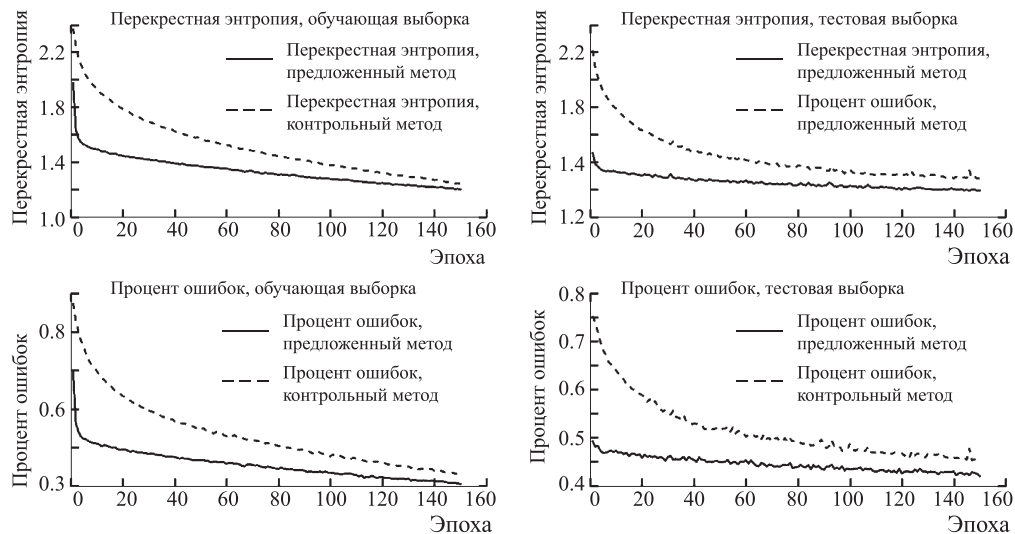 Перекрестная энтропия, обучающая выборка
Перекрестная энтропия
2.2
1.8
1.4
1.0
Перекрестная энтропия,
предложенный метод
Перекрестная энтропия,
контрольный метод
0 20 40 60 80 100 120 140 160
Эпоха
Перекрестная энтропия, тестовая выборка
Перекрестная энтропия
2.2
1.8
1.4
1.2
Перекрестная энтропия,
предложенный метод
Процент ошибок,
предложенный метод
0 20 40 60 80 100 120 140 160
Эпоха
Процент ошибок, обучающая выборка
Процент ошибок
0.8
0.6
0.3
Процент ошибок,
предложенный метод
Процент ошибок,
контрольный метод
0 20 40 60 80 100 120 140 160
Эпоха
Процент ошибок, тестовая выборка
Процент ошибок
0.8
0.7
0.6
0.5
0.4
Процент ошибок,
предложенный метод
Процент ошибок,
контрольный метод
0 20 40 60 80 100 120 140 160
Эпоха